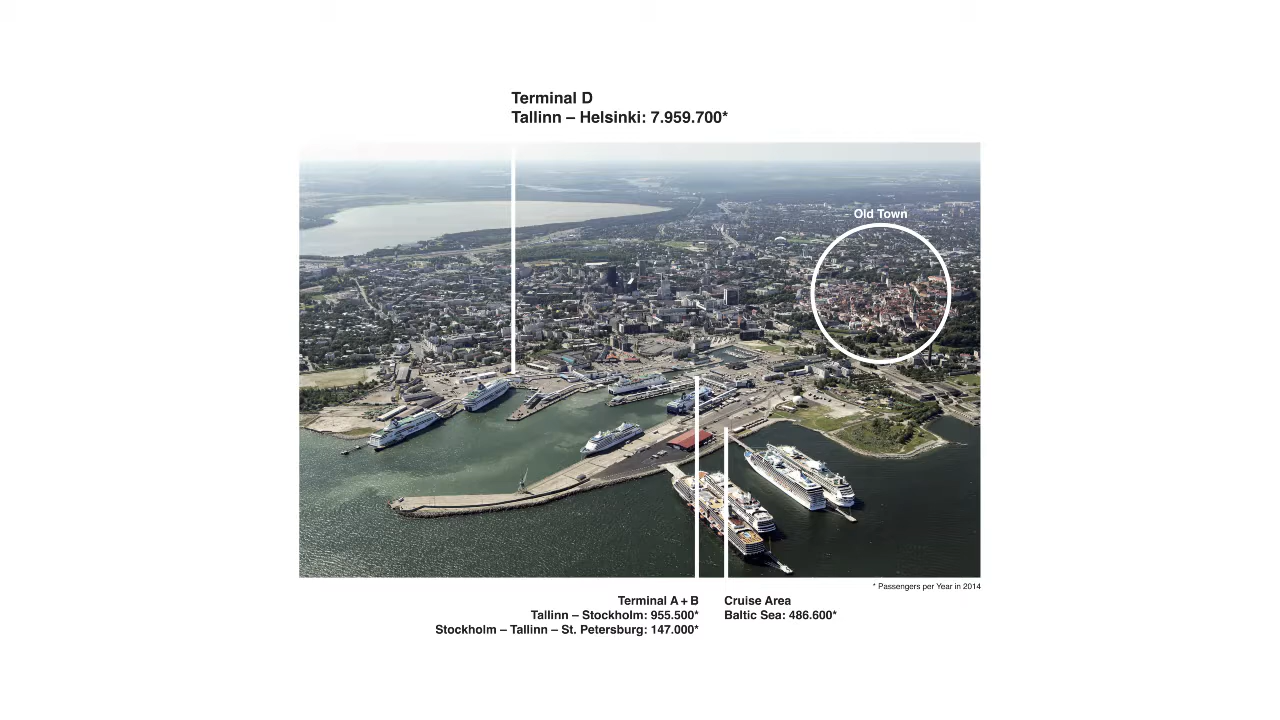 Terminal D
Tallinn – Helsinki: 7.959.700*
Old Town
* Passengers per Year in 2014
Terminal A + B
Tallinn – Stockholm: 955.500*
Stockholm – Tallinn – St. Petersburg: 147.000*
Cruise Area
Baltic Sea: 486.600*